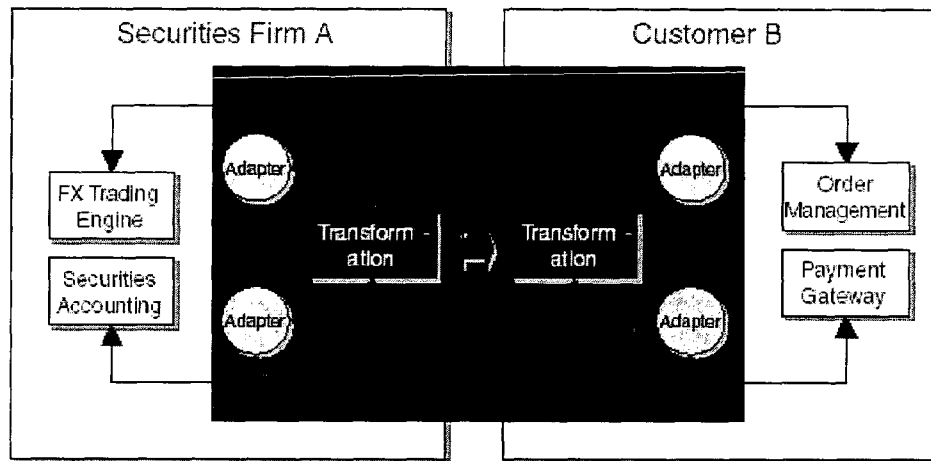 Securities Firm A
Customer B
Adapter
Adapter
FX Trading
Engine
Order
Management
Transform -
ation
Transform -
ation
Securities
Accounting
Payment
Gateway
Adapter
Adapter